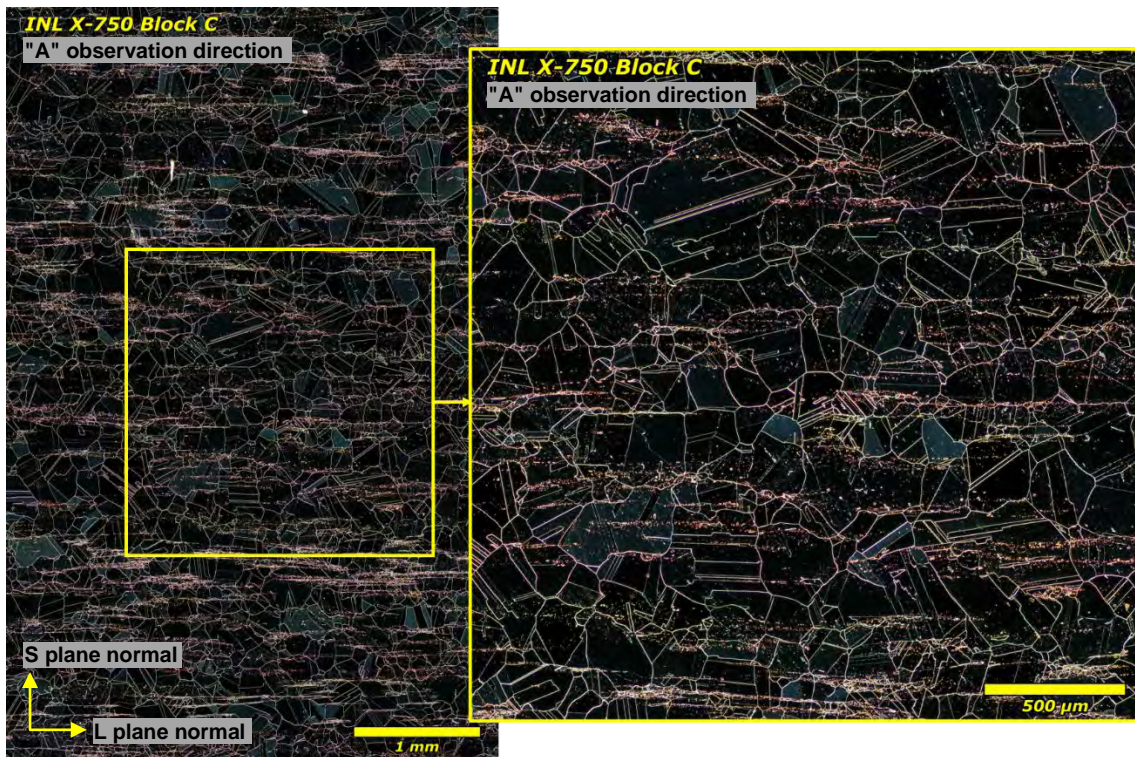 INL X-750 Block C
"A" observation direction
S plane normal
L plane normal
1 mm
INL X-750 Block C
"A" observation direction
500 µm